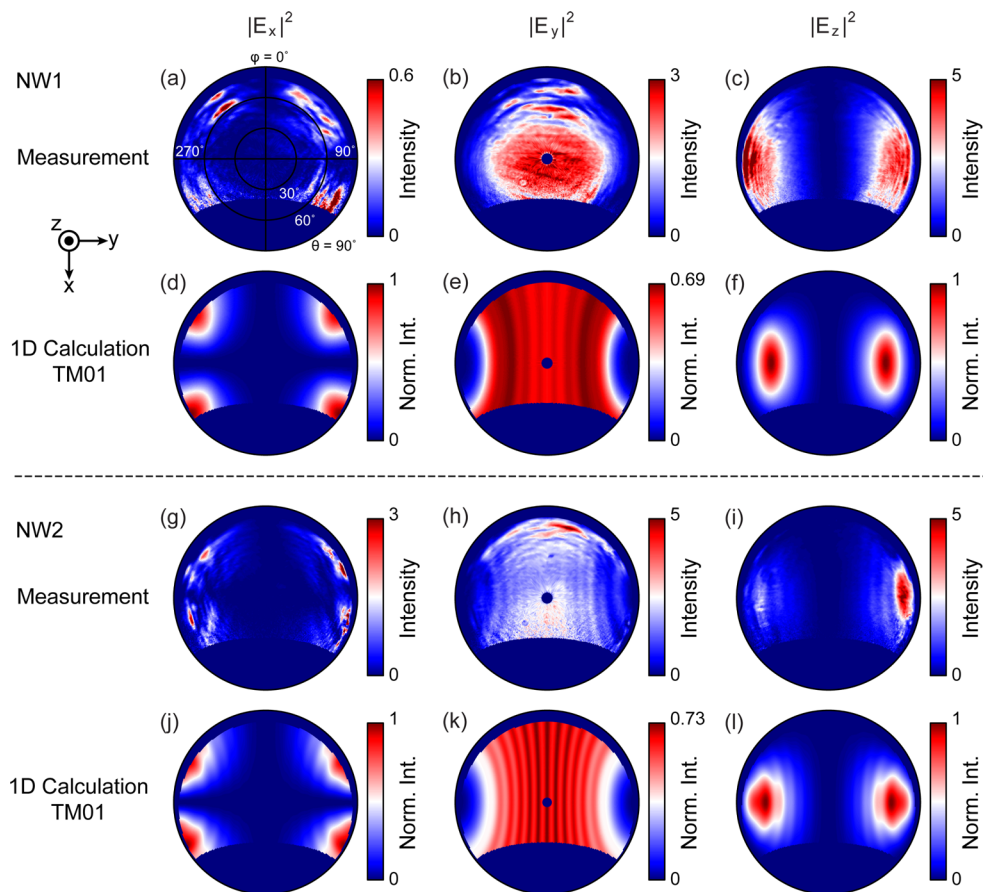 |E_x|² |E_y|² |E_z|²
NW1
Measurement
(a) φ = 0° 270° 90° 30° 60° θ = 90° 0.6 Intensity 0
(b) 3 Intensity 0
(c) 5 Intensity 0
z y x
1D Calculation
TM01
(d) 1 Norm. Int. 0
(e) 0.69 Norm. Int. 0
(f) 1 Norm. Int. 0
NW2
Measurement
(g) 3 Intensity 0
(h) 5 Intensity 0
(i) 5 Intensity 0
1D Calculation
TM01
(j) 1 Norm. Int. 0
(k) 0.73 Norm. Int. 0
(l) 1 Norm. Int. 0